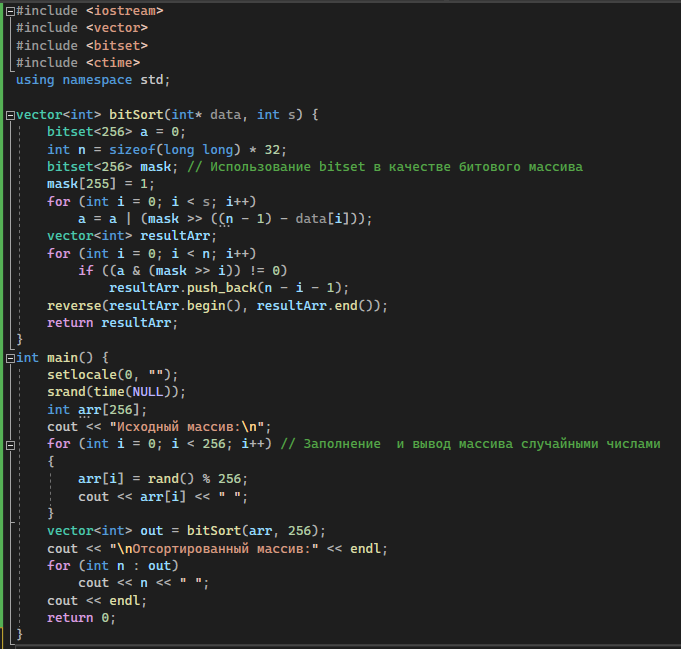 #include <iostream>
#include <vector>
#include <bitset>
#include <ctime>
using namespace std;

vector<int> bitSort(int* data, int s) {
    bitset<256> a = 0;
    int n = sizeof(long long) * 32;
    bitset<256> mask; // Использование bitset в качестве битового массива
    mask[255] = 1;
    for (int i = 0; i < s; i++)
        a = a | (mask >> ((n - 1) - data[i]));
    vector<int> resultArr;
    for (int i = 0; i < n; i++)
        if ((a & (mask >> i)) != 0)
            resultArr.push_back(n - i - 1);
    reverse(resultArr.begin(), resultArr.end());
    return resultArr;
}
int main() {
    setlocale(0, "");
    srand(time(NULL));
    int arr[256];
    cout << "Исходный массив:\n";
    for (int i = 0; i < 256; i++) // Заполнение  и вывод массива случайными числами
    {
        arr[i] = rand() % 256;
        cout << arr[i] << " ";
    }
    vector<int> out = bitSort(arr, 256);
    cout << "\nОтсортированный массив:" << endl;
    for (int n : out)
        cout << n << " ";
    cout << endl;
    return 0;
}